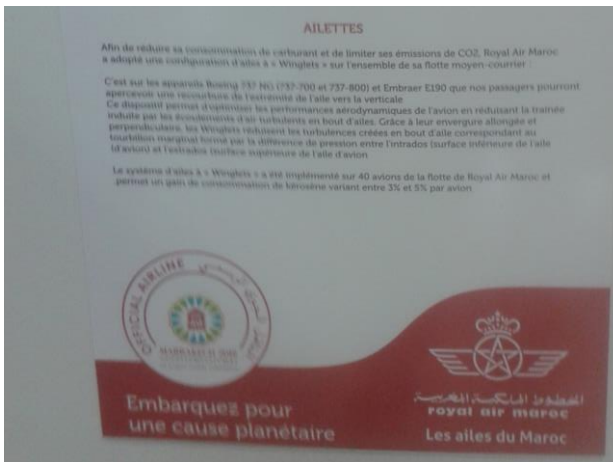 AILETTES
Afin de réduire sa consommation de carburant et de limiter ses émissions de CO2, Royal Air Maroc
a adopté une configuration d'ailes à « Winglets » sur l'ensemble de sa flotte moyen-courrier :
C'est sur les appareils Boeing 737 NG (737-700 et 737-800) et Embraer E190 que nos passagers pourront
apercevoir une recourbure de l'extrémité de l'aile vers la verticale
Ce dispositif permet d'optimiser les performances aérodynamiques de l'avion en réduisant la trainée
induite par les écoulements d'air turbulents en bout d'ailes. Grâce à leur envergure allongée et
perpendiculaire, les Winglets réduisent les turbulences créées en bout d'aile correspondant au
tourbillon marginal formé par la différence de pression entre l'intrados (surface inférieure de l'aile
d'avion) et l'extrados (surface supérieure de l'aile d'avion
Le système d'ailes à « Winglets » a été implémenté sur 40 avions de la flotte de Royal Air Maroc et
permet un gain de consommation de kérosène variant entre 3% et 5% par avion
OFFICIAL AIRLINE
MARRAKECH
Embarquez pour
une cause planétaire
الخطوط الملكية المغربية
royal air maroc
Les ailes du Maroc